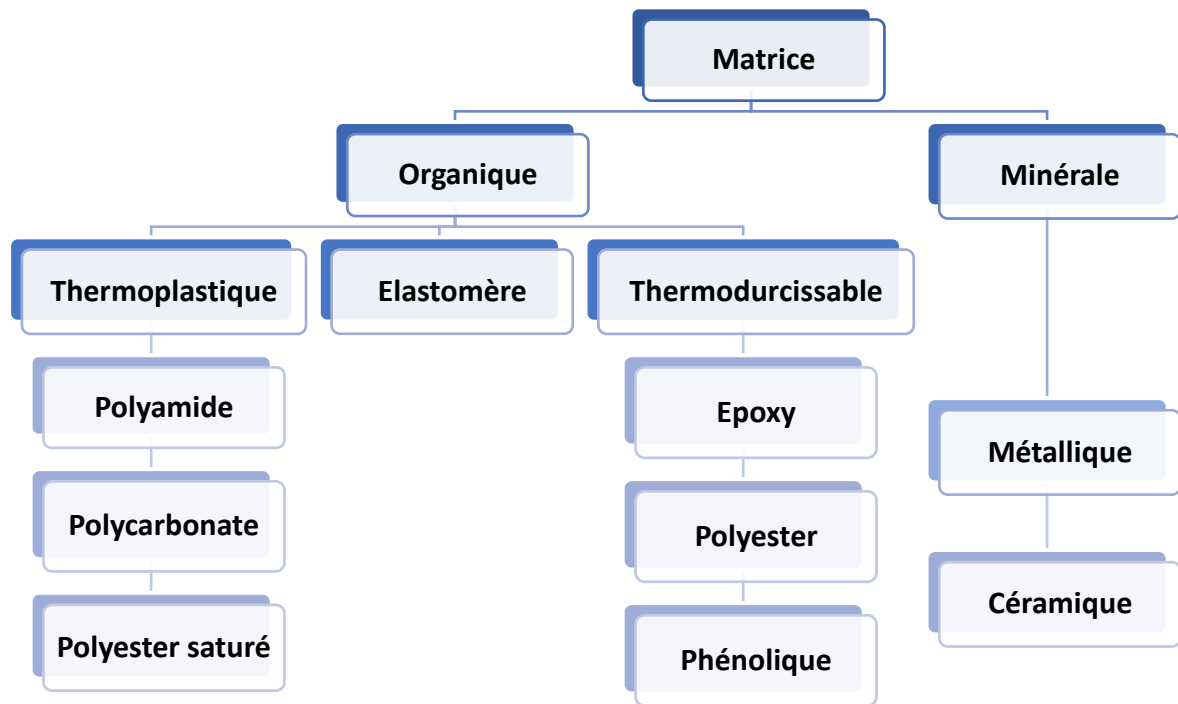 Matrice
Organique
Minérale
Thermoplastique
Elastomère
Thermodurcissable
Polyamide
Epoxy
Métallique
Polycarbonate
Polyester
Céramique
Polyester saturé
Phénolique